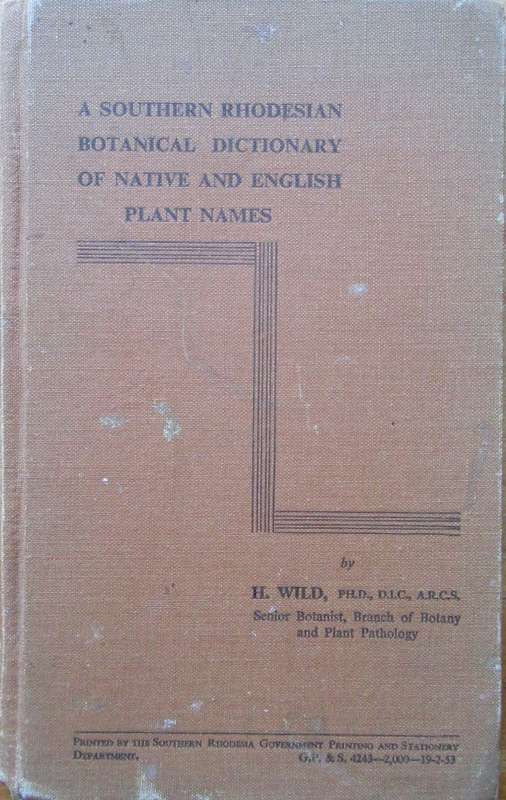 A SOUTHERN RHODESIAN
BOTANICAL DICTIONARY
OF NATIVE AND ENGLISH
PLANT NAMES
by
H. WILD, PH.D., D.I.C., A.R.C.S.
Senior Botanist, Branch of Botany
and Plant Pathology
PRINTED BY THE SOUTHERN RHODESIA GOVERNMENT PRINTING AND STATIONERY
DEPARTMENT. G.P. & S. 4243—2,000—19-2-53